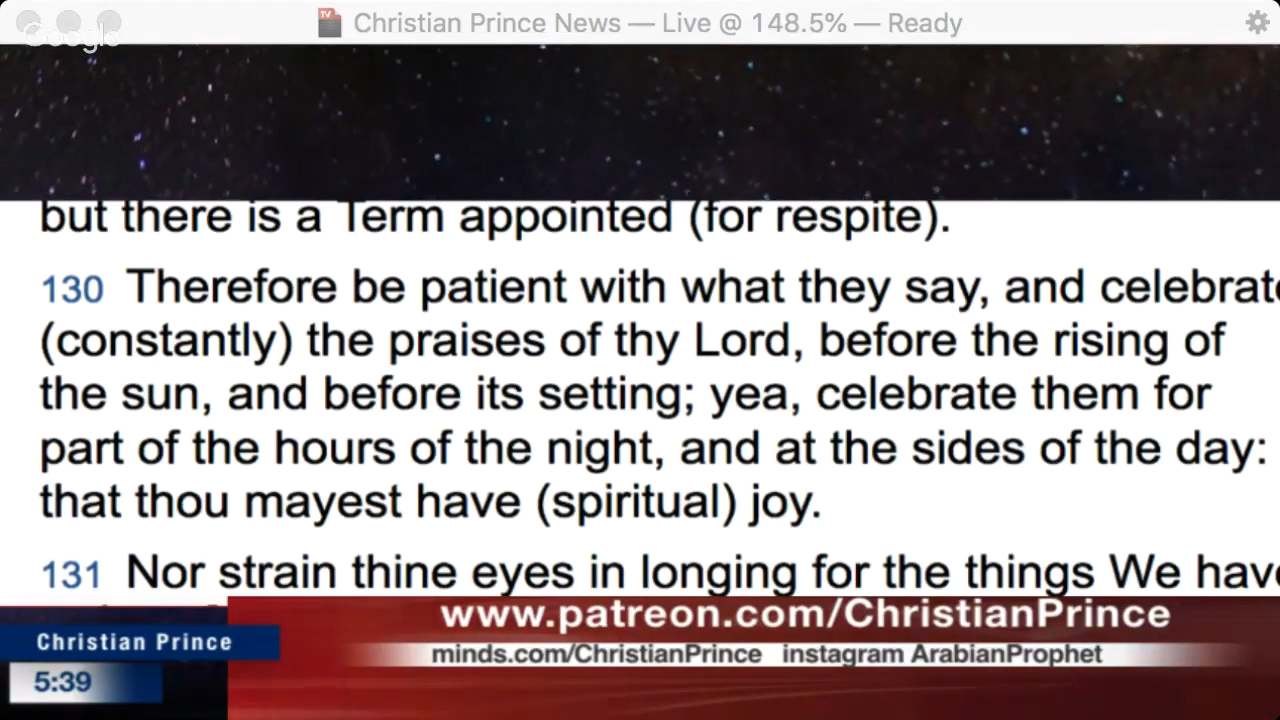 Christian Prince News — Live @ 148.5% — Ready
Google
but there is a Term appointed (for respite).
130 Therefore be patient with what they say, and celebrate
(constantly) the praises of thy Lord, before the rising of
the sun, and before its setting; yea, celebrate them for
part of the hours of the night, and at the sides of the day:
that thou mayest have (spiritual) joy.
131 Nor strain thine eyes in longing for the things We have
www.patreon.com/ChristianPrince
Christian Prince
minds.com/ChristianPrince instagram ArabianProphet
5:39